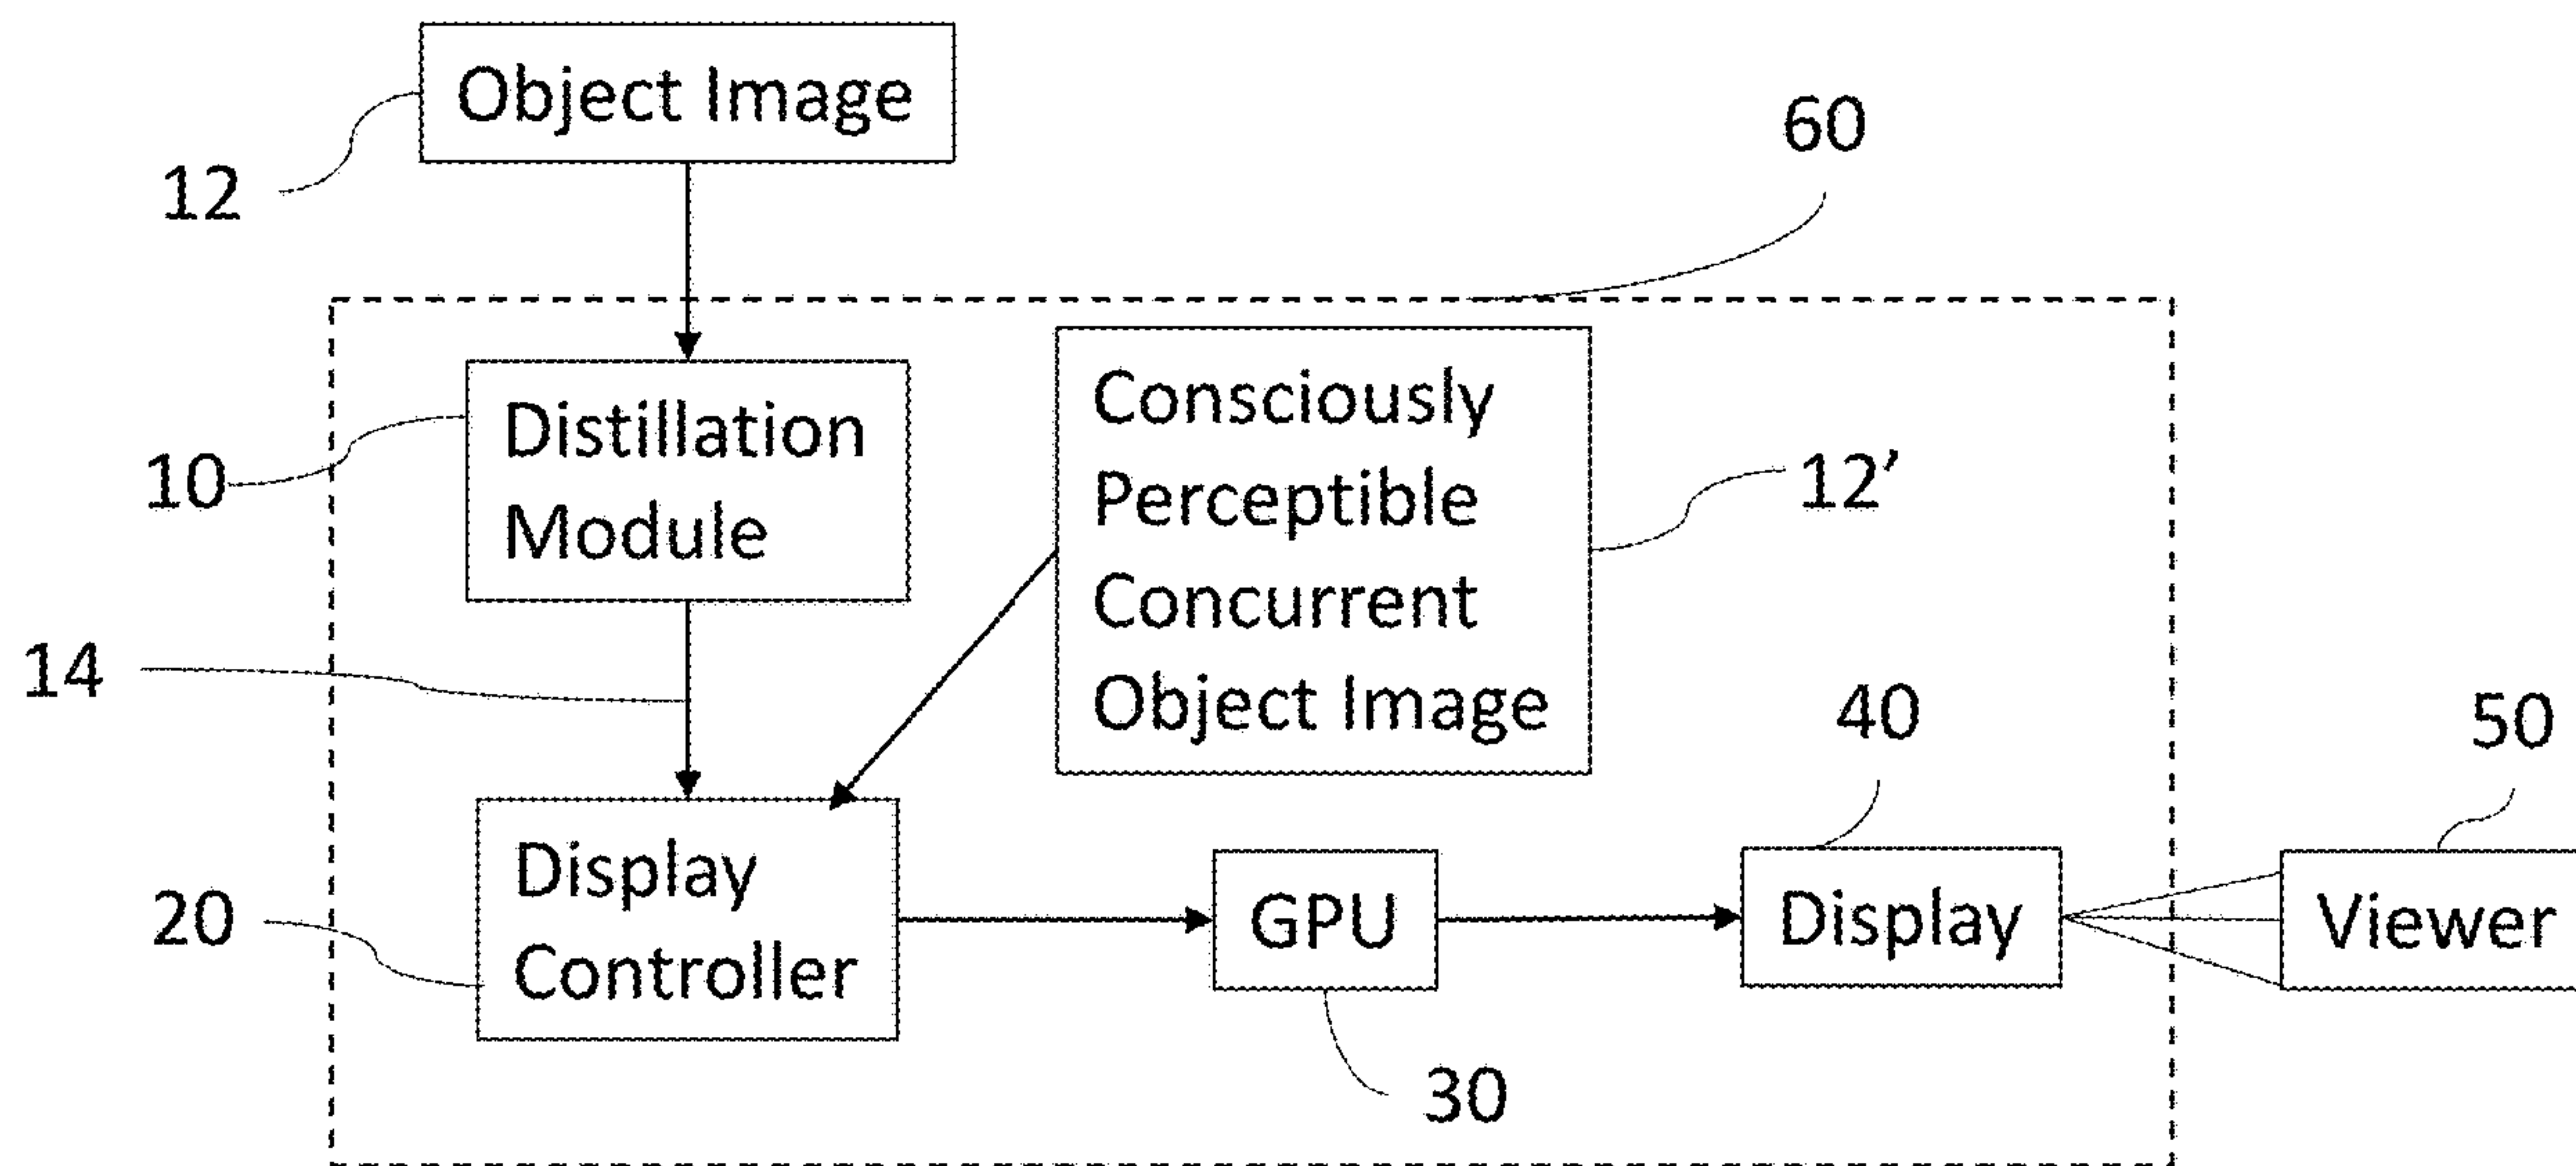 Object Image
12
60
Distillation
Module
10
Consciously
Perceptible
Concurrent
Object Image
12’
14
40
50
Display
Controller
20
GPU
30
Display
Viewer